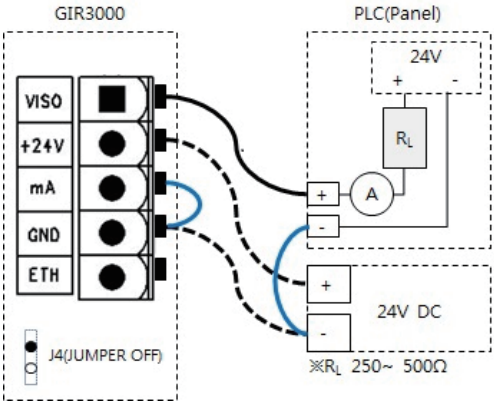 GIR3000
PLC(Panel)
24V
+ -
VISO
+24V
RL
mA
+
A
GND
-
ETH
+
24V DC
-
J4(JUMPER OFF)
※RL 250~ 500Ω